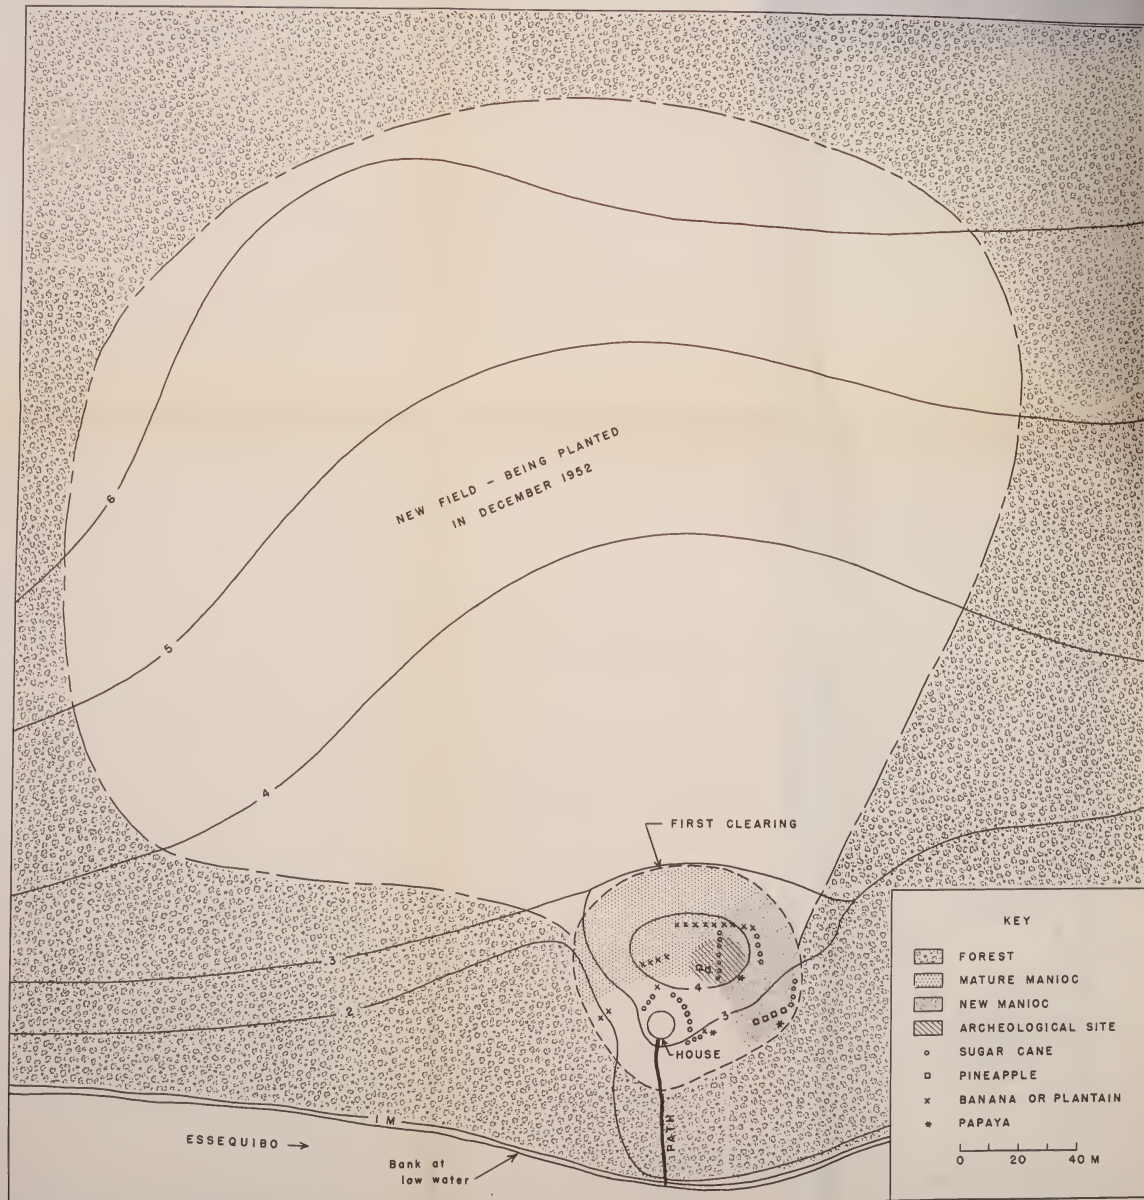 NEW FIELD - BEING PLANTED
IN DECEMBER 1952
6
5
4
FIRST CLEARING
3
2
4
3
HOUSE
PATH
1 M
ESSEQUIBO →
Bank at
low water
KEY
FOREST
MATURE MANIOC
NEW MANIOC
ARCHEOLOGICAL SITE
SUGAR CANE
PINEAPPLE
BANANA OR PLANTAIN
PAPAYA
0 20 40 M